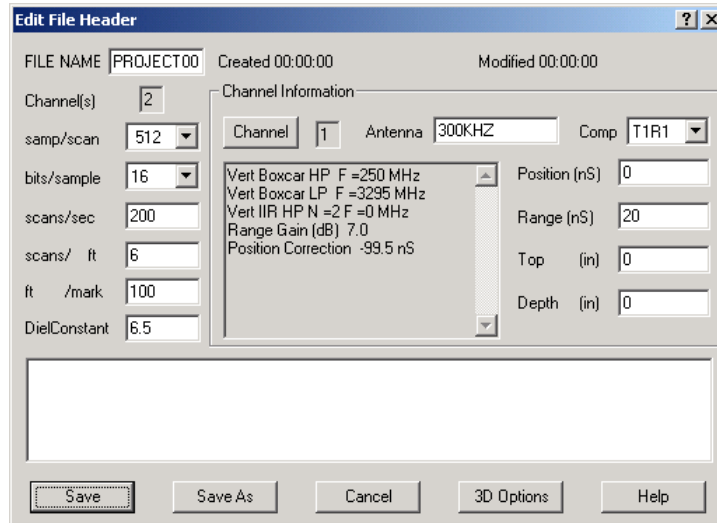 Edit File Header
FILE NAME PROJECT00 Created 00:00:00 Modified 00:00:00
Channel(s) 2
samp/scan 512
bits/sample 16
scans/sec 200
scans/ ft 6
ft /mark 100
DielConstant 6.5
Channel Information
Channel 1 Antenna 300KHZ Comp T1R1
Vert Boxcar HP F =250 MHz
Vert Boxcar LP F =3295 MHz
Vert IIR HP N =2 F =0 MHz
Range Gain (dB) 7.0
Position Correction -99.5 nS
Position (nS) 0
Range (nS) 20
Top (in) 0
Depth (in) 0
Save Save As Cancel 3D Options Help